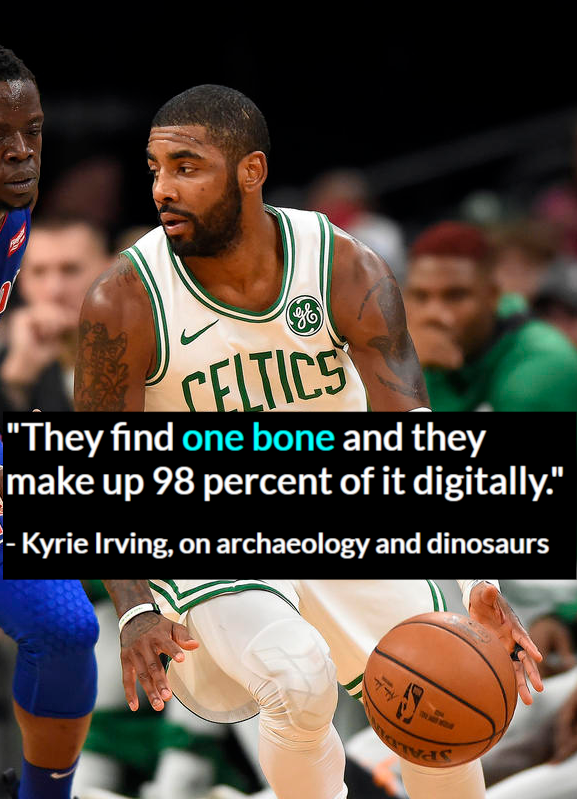 CELTICS
"They find one bone and they
make up 98 percent of it digitally."
- Kyrie Irving, on archaeology and dinosaurs
SPALDING